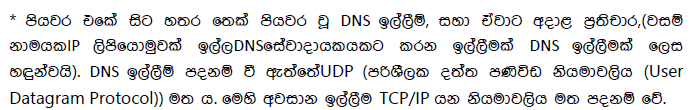 * පියවර එකේ සිට හතර තෙක් පියවර වූ DNS ඉල්ලීම්, සහා ඒවාට අදාළ ප්‍රතිචාර,(වසම්
නාමයකIP ලිපියොමුවක් ඉල්ලDNSසේවාදායකයකට කරන ඉල්ලීමක් DNS ඉල්ලීමක් ලෙස
හඳුන්වයි). DNS ඉල්ලීම් පදනම් වී ඇත්තේUDP (පරිශීලක දත්ත පණිවිඩ නියමාවලිය (User
Datagram Protocol)) මත ය. මෙහි අවසාන ඉල්ලීම TCP/IP යන නියමාවලිය මත පදනම් වේ.